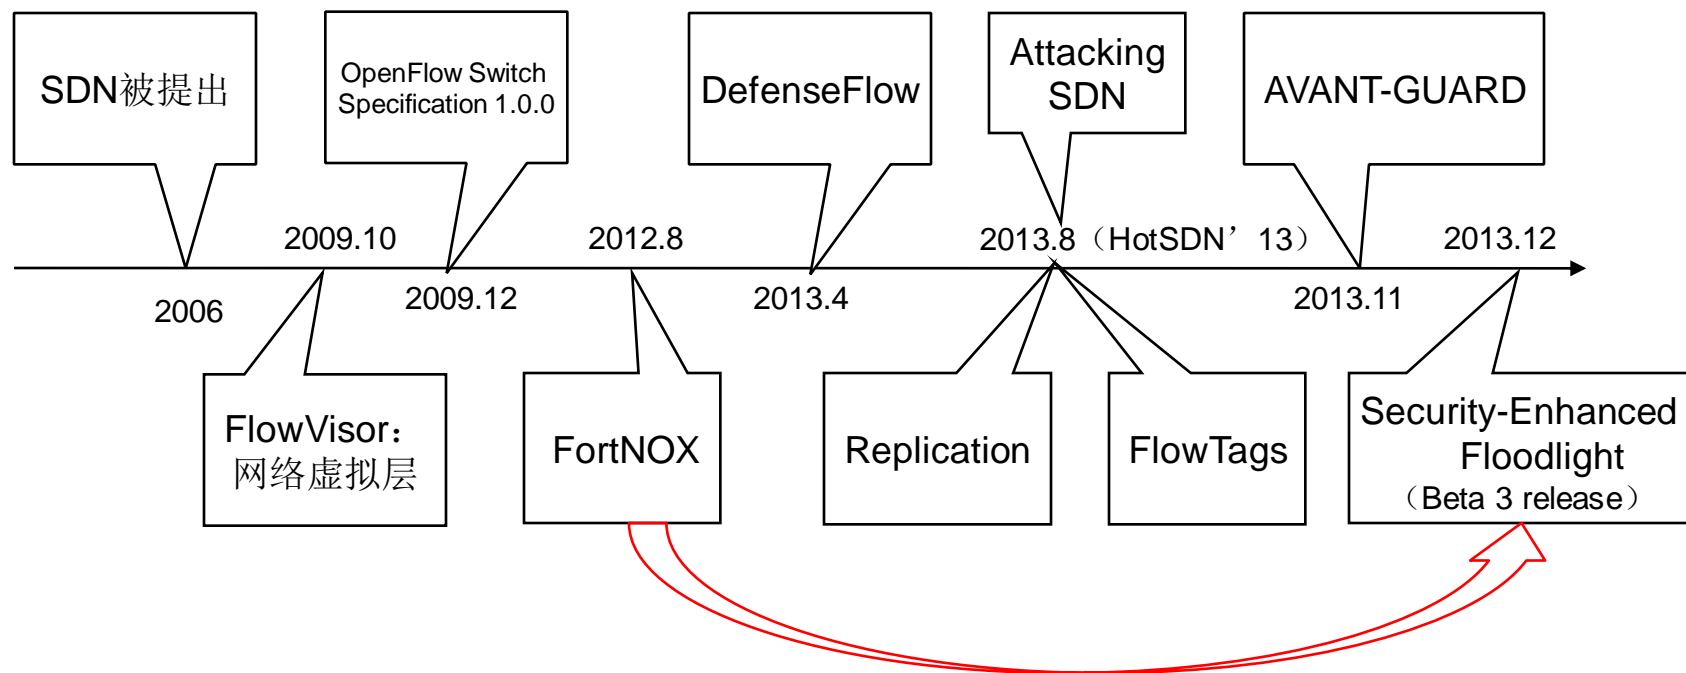 SDN被提出
OpenFlow Switch
Specification 1.0.0
DefenseFlow
Attacking
SDN
AVANT-GUARD
2009.10
2012.8
2013.8（HotSDN’13）
2013.12
2006
2009.12
2013.4
2013.11
FlowVisor：
网络虚拟层
FortNOX
Replication
FlowTags
Security-Enhanced
Floodlight
（Beta 3 release）